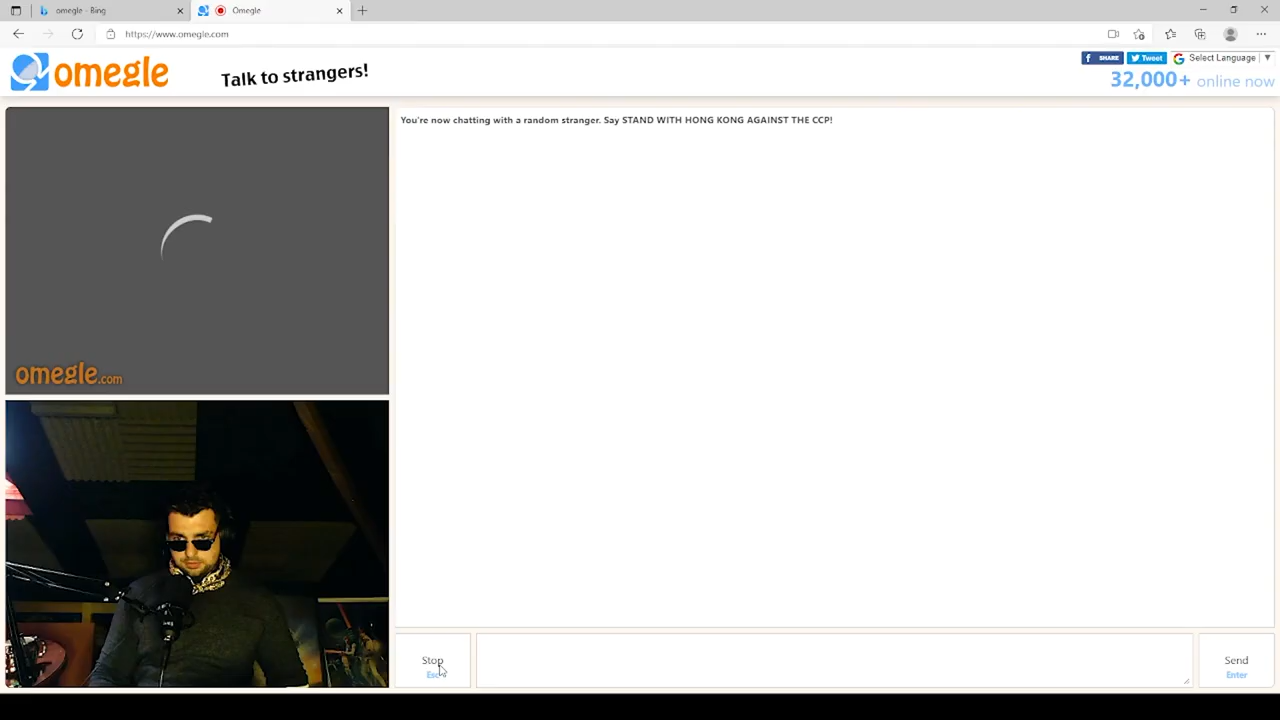 omegle - Bing
Omegle
https://www.omegle.com
omegle
Talk to strangers!
SHARE
Tweet
Select Language
32,000+ online now
You're now chatting with a random stranger. Say STAND WITH HONG KONG AGAINST THE CCP!
omegle.com
Stop
Esc
Send
Enter